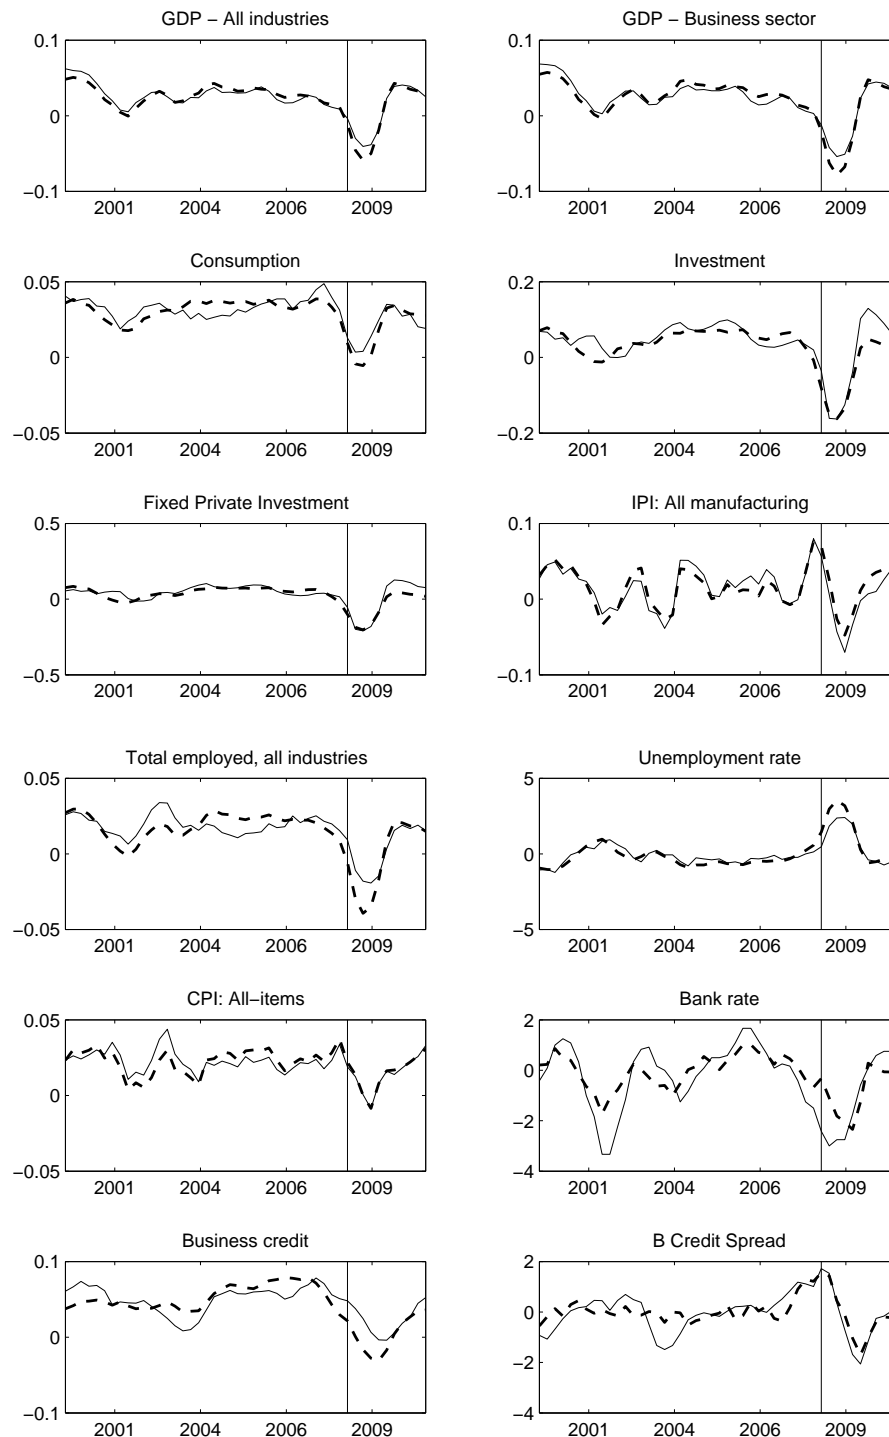 GDP − All industries
0.1
0
−0.1
2001 2004 2006 2009
GDP − Business sector
0.1
0
−0.1
2001 2004 2006 2009
Consumption
0.05
0
−0.05
2001 2004 2006 2009
Investment
0.2
0
−0.2
2001 2004 2006 2009
Fixed Private Investment
0.5
0
−0.5
2001 2004 2006 2009
IPI: All manufacturing
0.1
0
−0.1
2001 2004 2006 2009
Total employed, all industries
0.05
0
−0.05
2001 2004 2006 2009
Unemployment rate
5
0
−5
2001 2004 2006 2009
CPI: All−items
0.05
0
−0.05
2001 2004 2006 2009
Bank rate
2
0
−2
−4
2001 2004 2006 2009
Business credit
0.1
0
−0.1
2001 2004 2006 2009
B Credit Spread
2
0
−2
−4
2001 2004 2006 2009